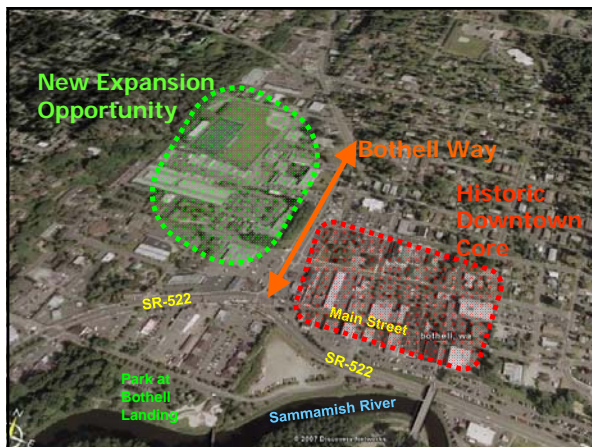 New Expansion
Opportunity
Bothell Way
Historic
Downtown
Core
SR-522
Main Street
bothell, wa
SR-522
Park at
Bothell
Landing
Sammamish River
© 2007 Discovery Networks